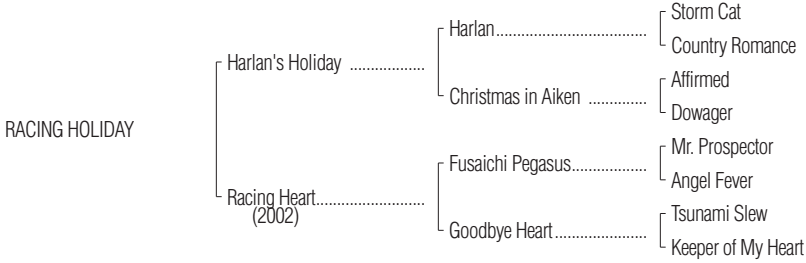 Storm Cat
Harlan....................................
Country Romance
Harlan's Holiday ..................
Affirmed
Christmas in Aiken ..............
Dowager
RACING HOLIDAY
Mr. Prospector
Fusaichi Pegasus..................
Angel Fever
Racing Heart..........................
(2002)
Tsunami Slew
Goodbye Heart......................
Keeper of My Heart